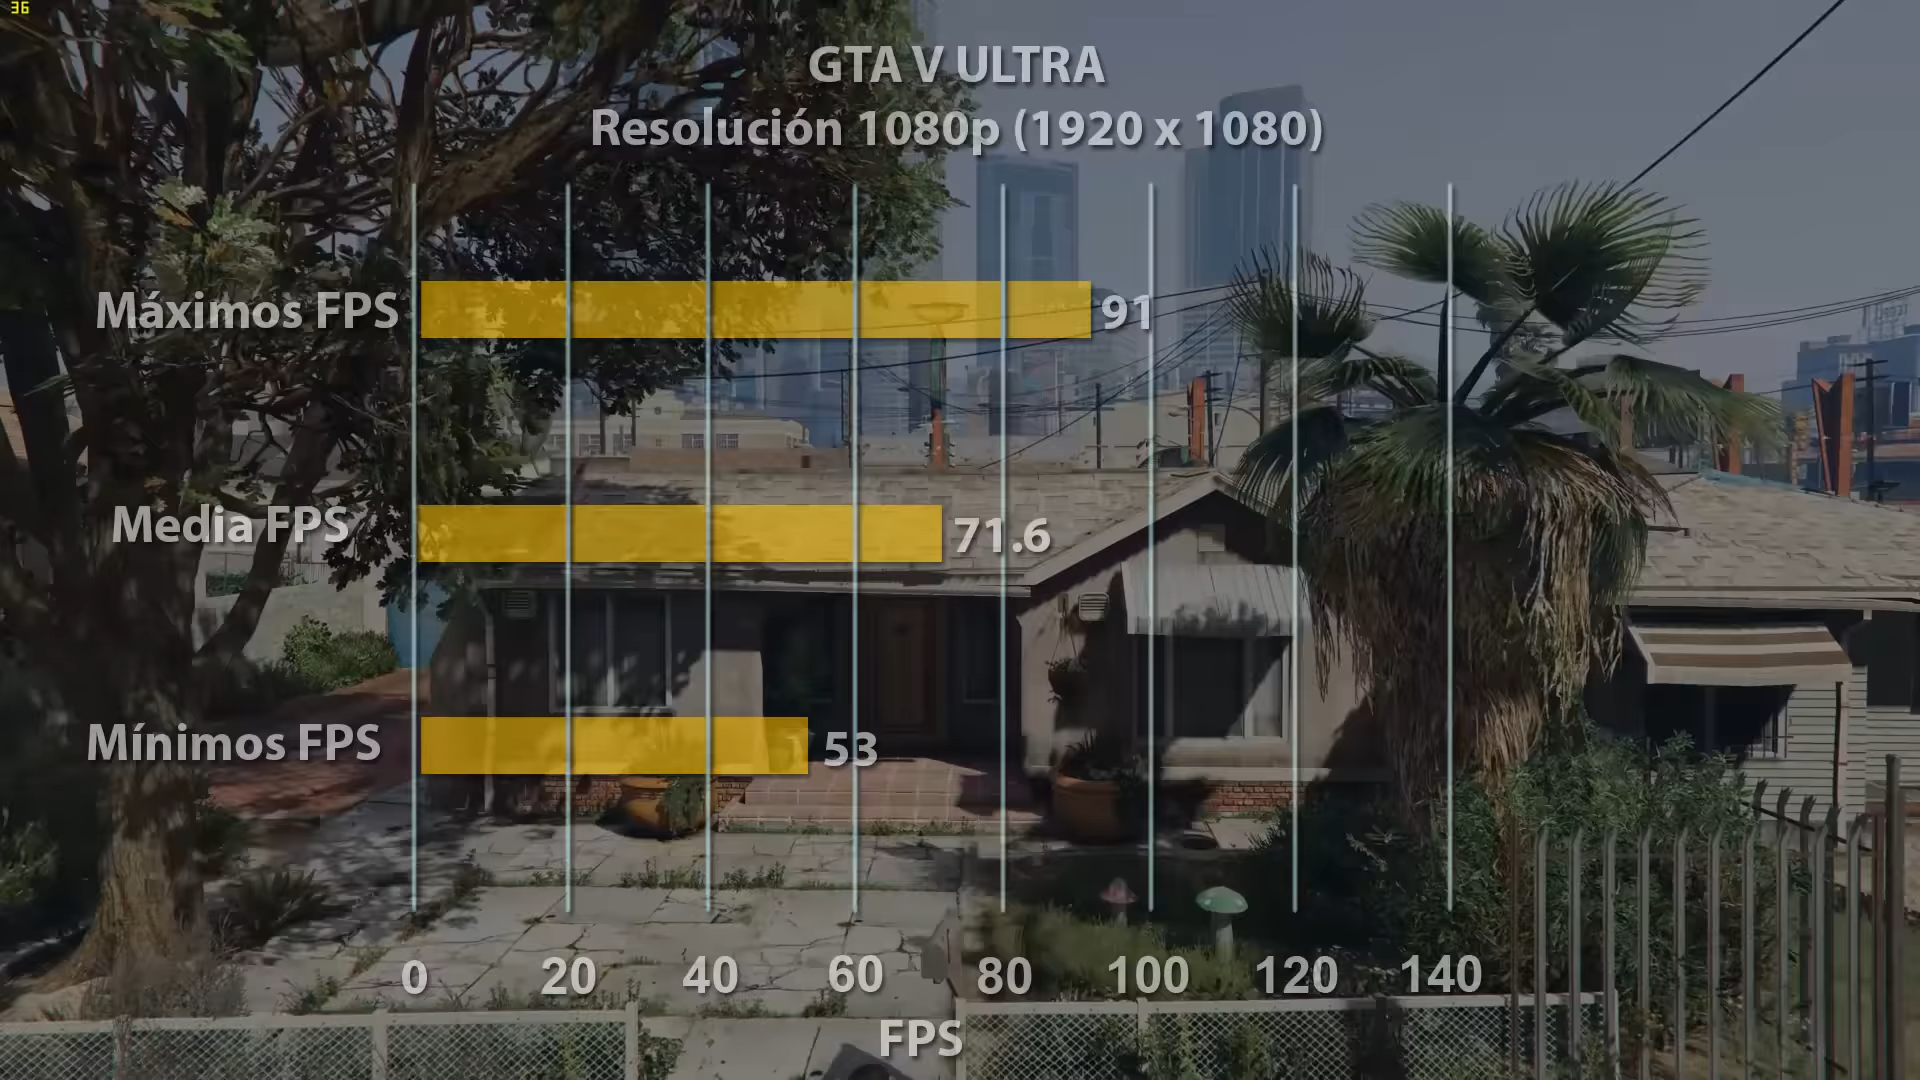 36
GTA V ULTRA
Resolución 1080p (1920 x 1080)
Máximos FPS 91
Media FPS 71.6
Mínimos FPS 53
0 20 40 60 80 100 120 140
FPS